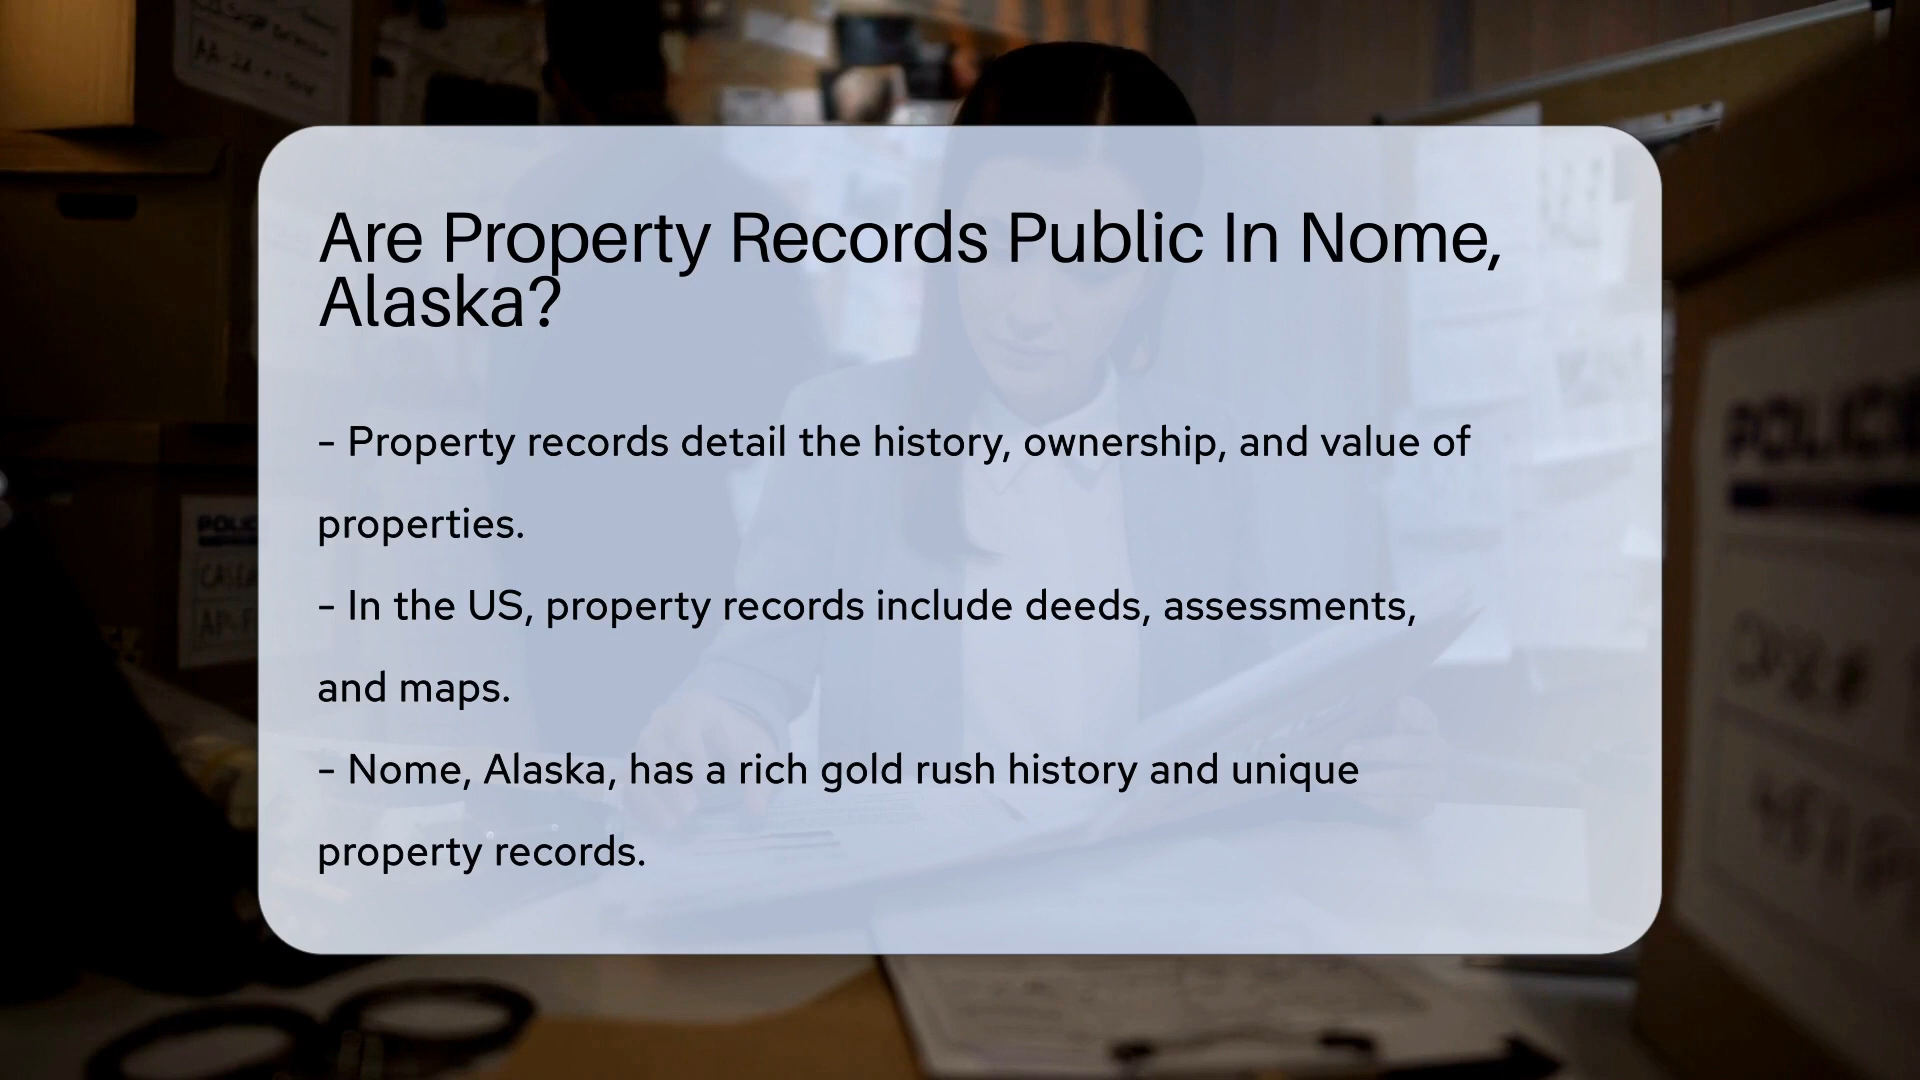 Are Property Records Public In Nome,
Alaska?
- Property records detail the history, ownership, and value of
properties.
- In the US, property records include deeds, assessments,
and maps.
- Nome, Alaska, has a rich gold rush history and unique
property records.